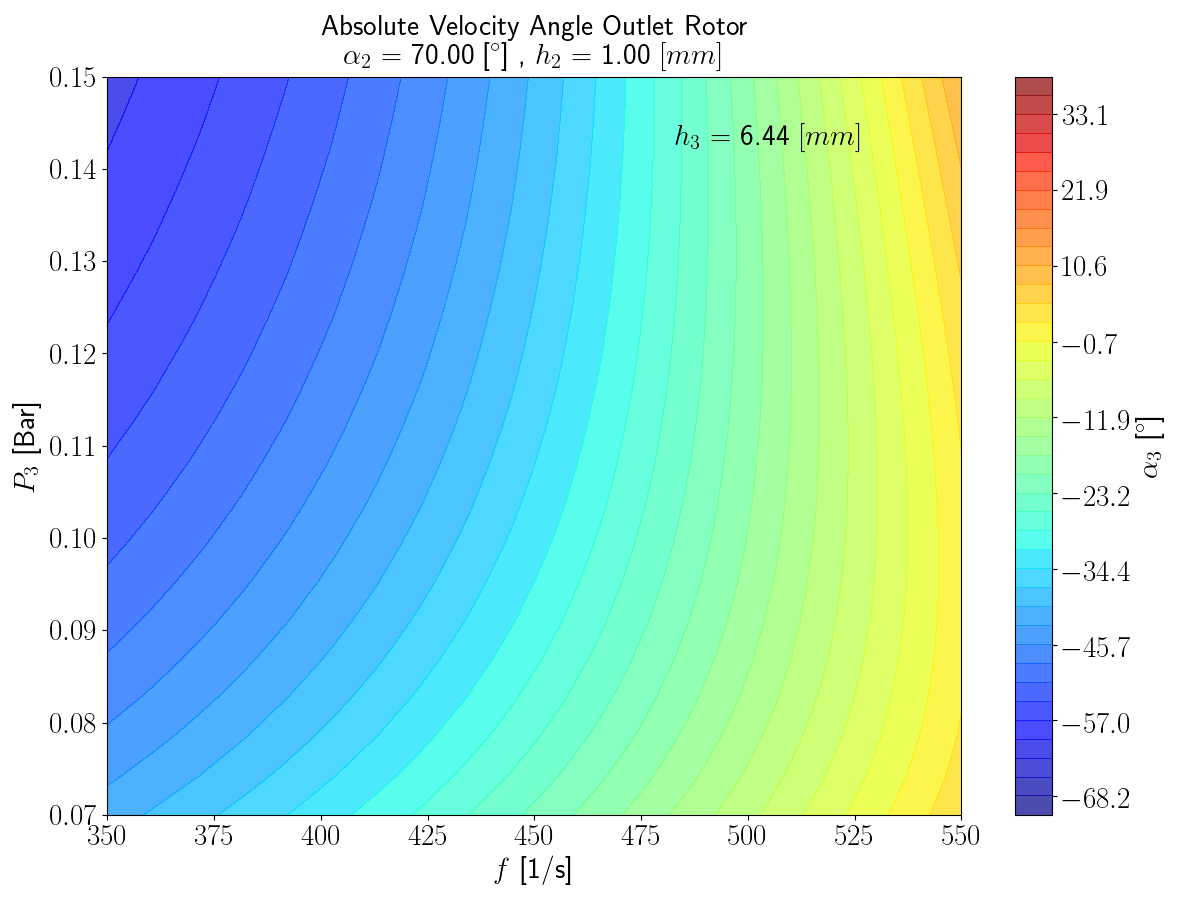 Absolute Velocity Angle Outlet Rotor
α₂ = 70.00 [°] , h₂ = 1.00 [mm]
h₃ = 6.44 [mm]
P₃ [Bar]
0.15
0.14
0.13
0.12
0.11
0.10
0.09
0.08
0.07
350 375 400 425 450 475 500 525 550
f [1/s]
33.1
21.9
10.6
−0.7
−11.9
−23.2
−34.4
−45.7
−57.0
−68.2
α₃ [°]